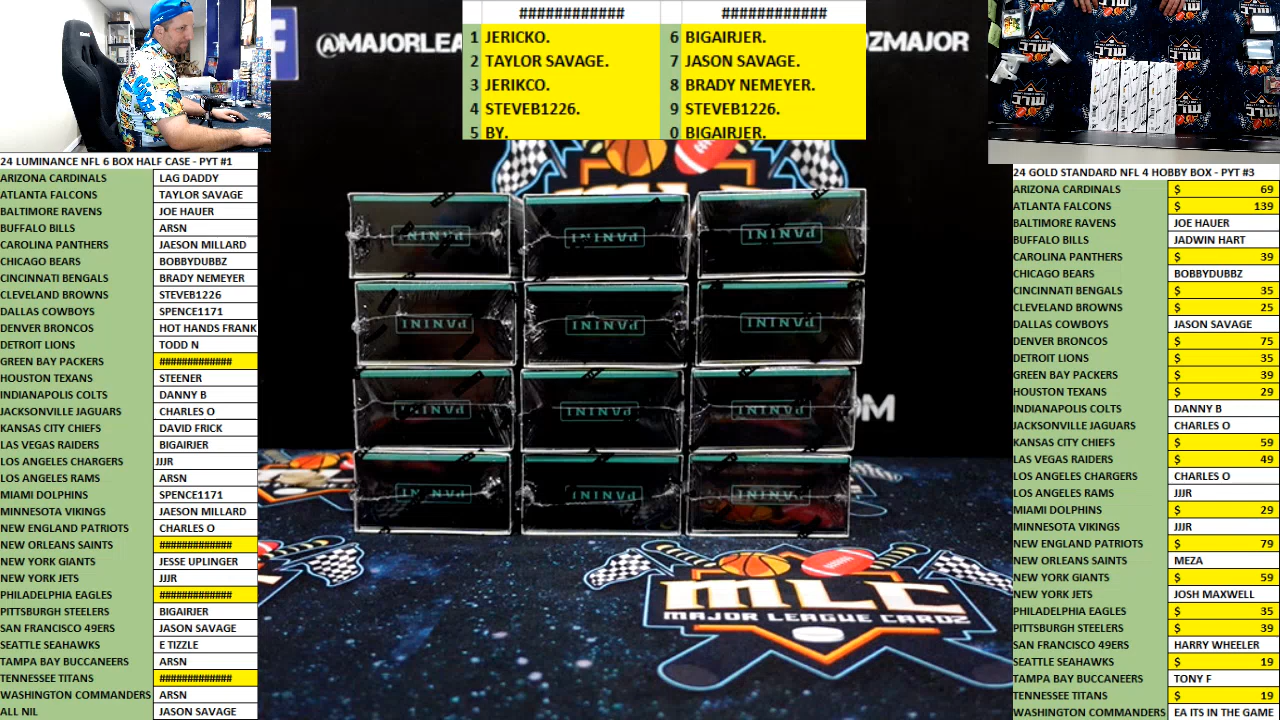 ############ ############
1 JERICKO. 6 BIGAIRJER.
2 TAYLOR SAVAGE. 7 JASON SAVAGE.
3 JERIKCO. 8 BRADY NEMEYER.
4 STEVEB1226. 9 STEVEB1226.
5 BY. 0 BIGAIRJER.
@MAJORLEA
DZMAJOR
24 LUMINANCE NFL 6 BOX HALF CASE - PYT #1
ARIZONA CARDINALS LAG DADDY
ATLANTA FALCONS TAYLOR SAVAGE
BALTIMORE RAVENS JOE HAUER
BUFFALO BILLS ARSN
CAROLINA PANTHERS JAESON MILLARD
CHICAGO BEARS BOBBYDUBBZ
CINCINNATI BENGALS BRADY NEMEYER
CLEVELAND BROWNS STEVEB1226
DALLAS COWBOYS SPENCE1171
DENVER BRONCOS HOT HANDS FRANK
DETROIT LIONS TODD N
GREEN BAY PACKERS #############
HOUSTON TEXANS STEENER
INDIANAPOLIS COLTS DANNY B
JACKSONVILLE JAGUARS CHARLES O
KANSAS CITY CHIEFS DAVID FRICK
LAS VEGAS RAIDERS BIGAIRJER
LOS ANGELES CHARGERS JJJR
LOS ANGELES RAMS ARSN
MIAMI DOLPHINS SPENCE1171
MINNESOTA VIKINGS JAESON MILLARD
NEW ENGLAND PATRIOTS CHARLES O
NEW ORLEANS SAINTS #############
NEW YORK GIANTS JESSE UPLINGER
NEW YORK JETS JJJR
PHILADELPHIA EAGLES #############
PITTSBURGH STEELERS BIGAIRJER
SAN FRANCISCO 49ERS JASON SAVAGE
SEATTLE SEAHAWKS E TIZZLE
TAMPA BAY BUCCANEERS ARSN
TENNESSEE TITANS #############
WASHINGTON COMMANDERS ARSN
ALL NIL JASON SAVAGE
PANINI PANINI PANINI
PANINI PANINI PANINI
PANINI PANINI PANINI
PANINI PANINI PANINI
OM
MLC
MAJOR LEAGUE CARDZ
24 GOLD STANDARD NFL 4 HOBBY BOX - PYT #3
ARIZONA CARDINALS $ 69
ATLANTA FALCONS $ 139
BALTIMORE RAVENS JOE HAUER
BUFFALO BILLS JADWIN HART
CAROLINA PANTHERS $ 39
CHICAGO BEARS BOBBYDUBBZ
CINCINNATI BENGALS $ 35
CLEVELAND BROWNS $ 25
DALLAS COWBOYS JASON SAVAGE
DENVER BRONCOS $ 75
DETROIT LIONS $ 35
GREEN BAY PACKERS $ 39
HOUSTON TEXANS $ 29
INDIANAPOLIS COLTS DANNY B
JACKSONVILLE JAGUARS CHARLES O
KANSAS CITY CHIEFS $ 59
LAS VEGAS RAIDERS $ 49
LOS ANGELES CHARGERS CHARLES O
LOS ANGELES RAMS JJJR
MIAMI DOLPHINS $ 29
MINNESOTA VIKINGS JJJR
NEW ENGLAND PATRIOTS $ 79
NEW ORLEANS SAINTS MEZA
NEW YORK GIANTS $ 59
NEW YORK JETS JOSH MAXWELL
PHILADELPHIA EAGLES $ 35
PITTSBURGH STEELERS $ 39
SAN FRANCISCO 49ERS HARRY WHEELER
SEATTLE SEAHAWKS $ 19
TAMPA BAY BUCCANEERS TONY F
TENNESSEE TITANS $ 19
WASHINGTON COMMANDERS EA ITS IN THE GAME